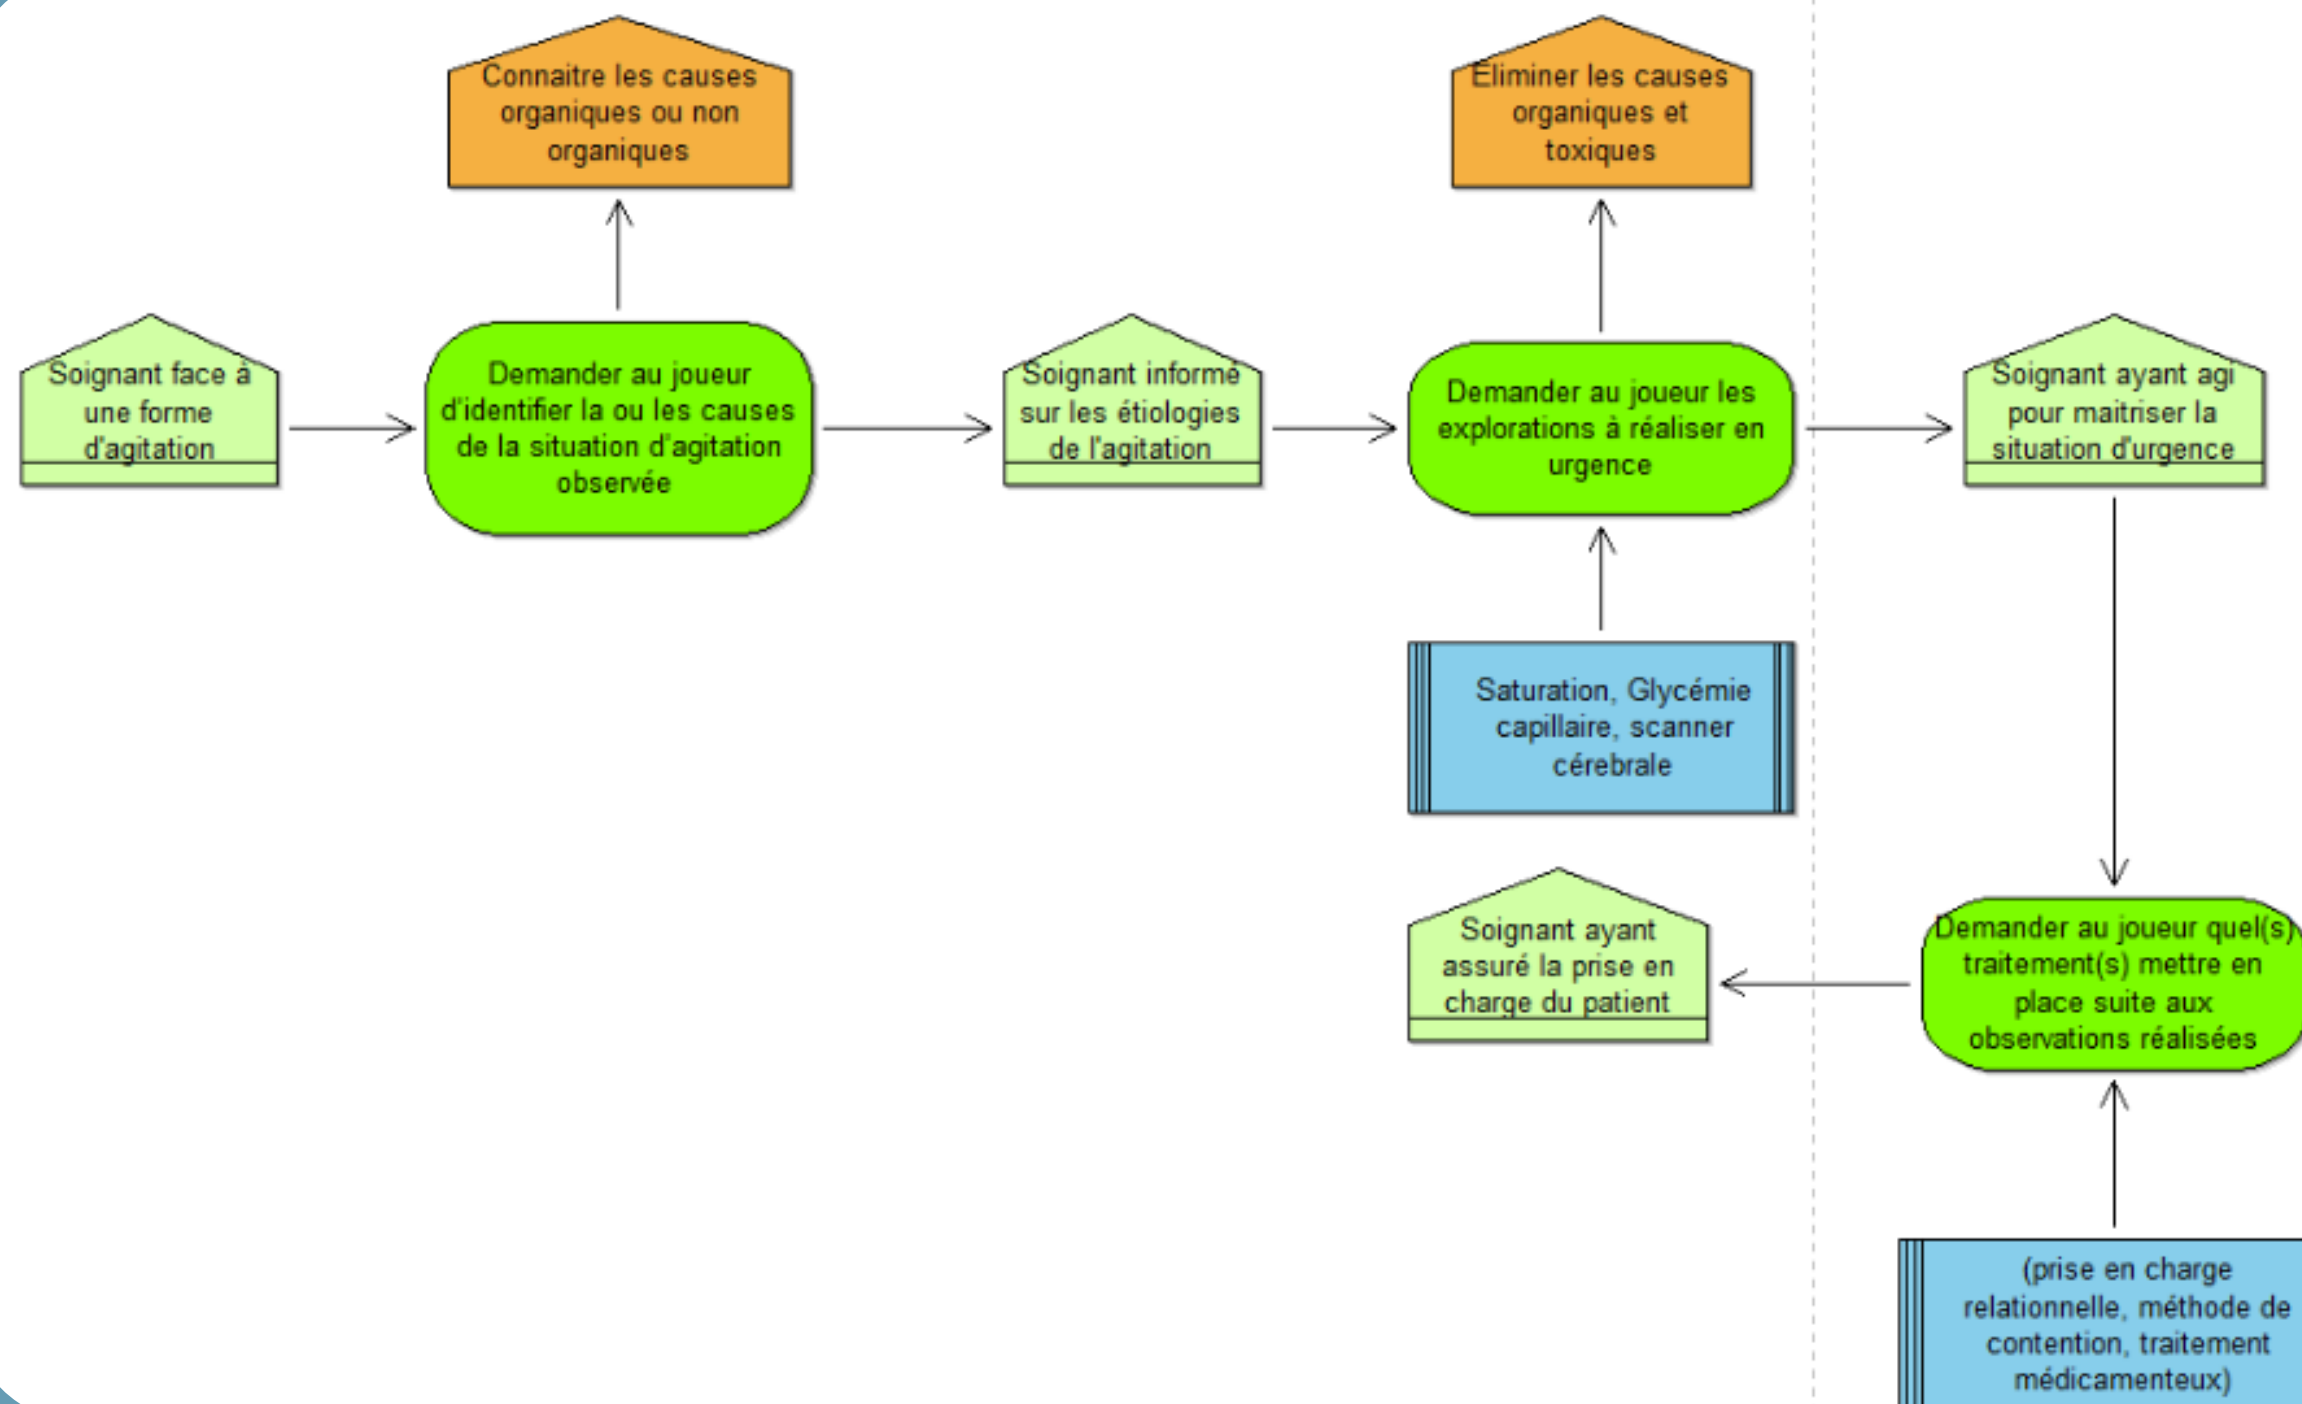 Connaitre les causes
organiques ou non
organiques
Eliminer les causes
organiques et
toxiques
Soignant face à
une forme
d'agitation
Demander au joueur
d'identifier la ou les causes
de la situation d'agitation
observée
Soignant informé
sur les étiologies
de l'agitation
Demander au joueur les
explorations à réaliser en
urgence
Soignant ayant agi
pour maitriser la
situation d'urgence
Saturation, Glycémie
capillaire, scanner
cérebrale
Soignant ayant
assuré la prise en
charge du patient
Demander au joueur quel(s)
traitement(s) mettre en
place suite aux
observations réalisées
(prise en charge
relationnelle, méthode de
contention, traitement
médicamenteux)